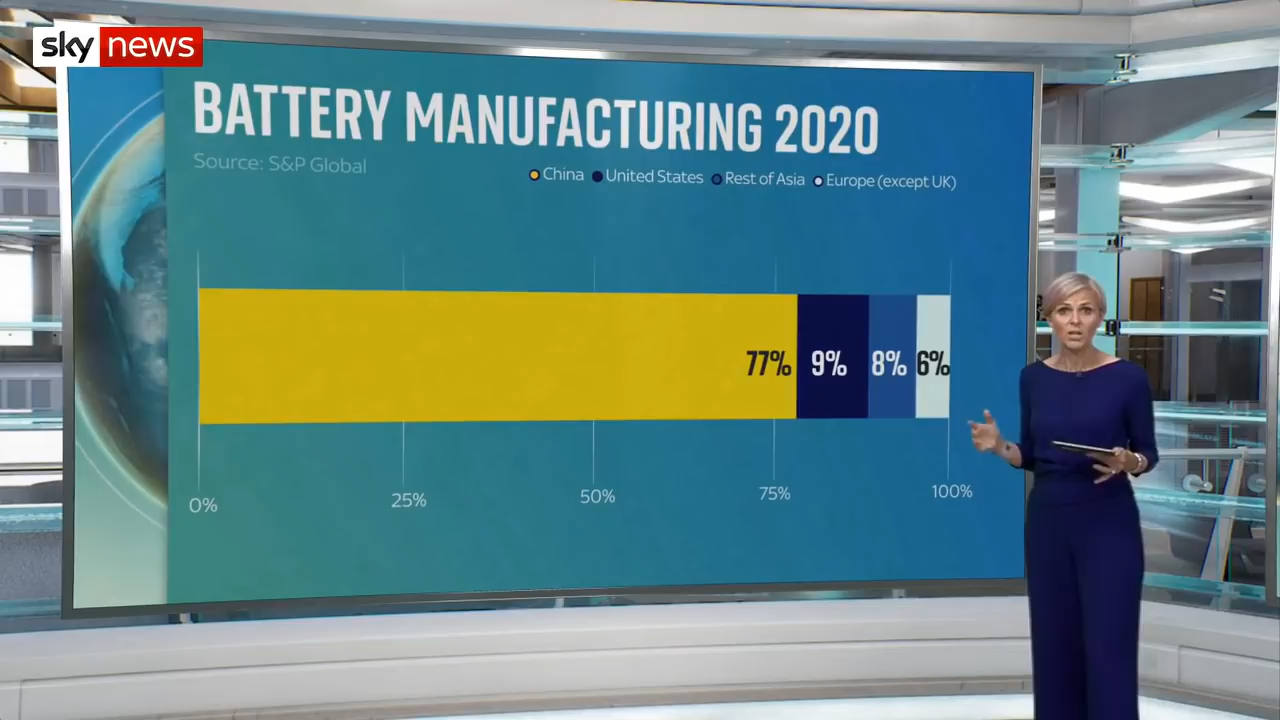 sky news
BATTERY MANUFACTURING 2020
Source: S&P Global
China United States Rest of Asia Europe (except UK)
77% 9% 8% 6%
0% 25% 50% 75% 100%